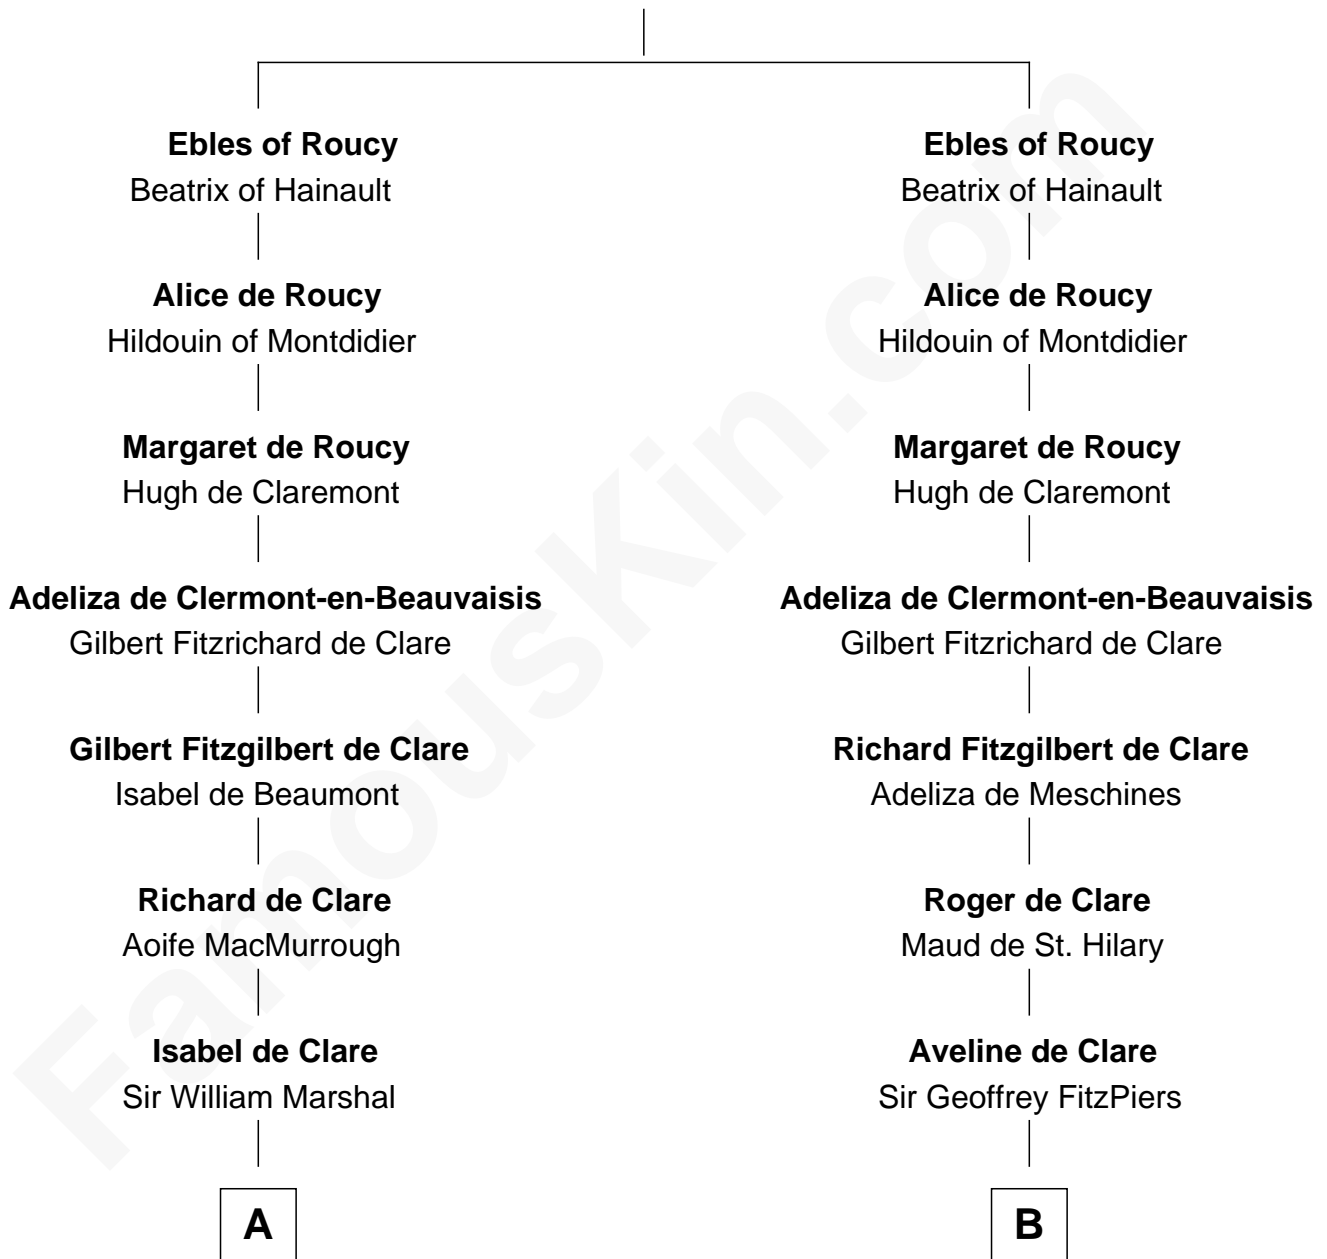 Ebles of Roucy
Beatrix of Hainault
Alice de Roucy
Hildouin of Montdidier
Margaret de Roucy
Hugh de Claremont
Adeliza de Clermont-en-Beauvaisis
Gilbert Fitzrichard de Clare
Gilbert Fitzgilbert de Clare
Isabel de Beaumont
Richard de Clare
Aoife MacMurrough
Isabel de Clare
Sir William Marshal
A
Ebles of Roucy
Beatrix of Hainault
Alice de Roucy
Hildouin of Montdidier
Margaret de Roucy
Hugh de Claremont
Adeliza de Clermont-en-Beauvaisis
Gilbert Fitzrichard de Clare
Richard Fitzgilbert de Clare
Adeliza de Meschines
Roger de Clare
Maud de St. Hilary
Aveline de Clare
Sir Geoffrey FitzPiers
B
FamousKin.com